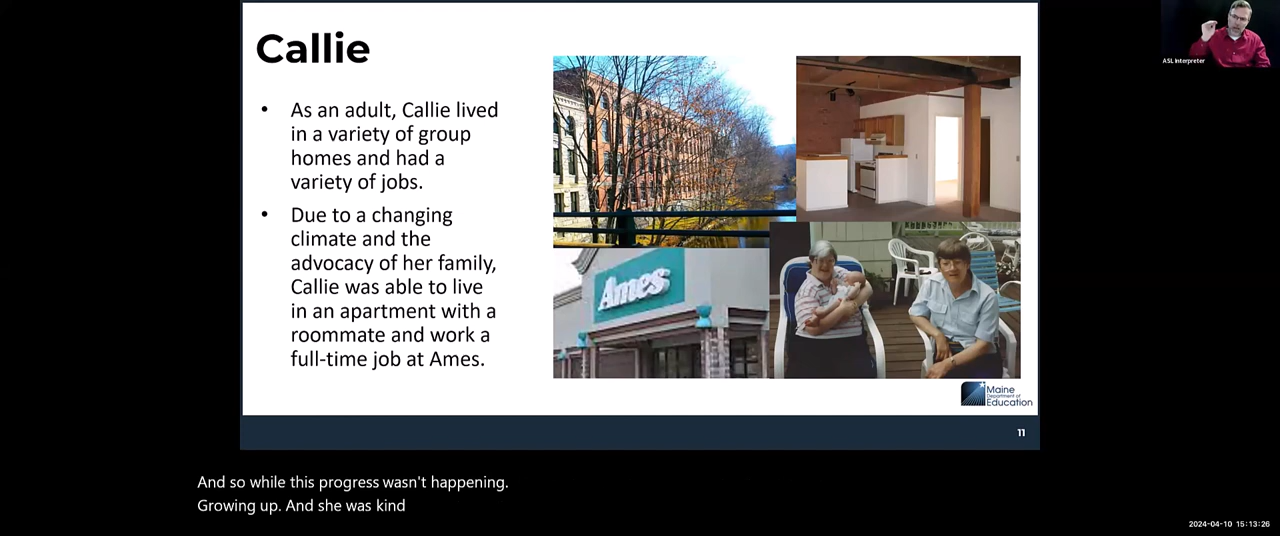 Callie
• As an adult, Callie lived
in a variety of group
homes and had a
variety of jobs.
• Due to a changing
climate and the
advocacy of her family,
Callie was able to live
in an apartment with a
roommate and work a
full-time job at Ames.
Ames
Maine
Department of
Education
11
ASL Interpreter
And so while this progress wasn't happening.
Growing up. And she was kind
2024-04-10 15:13:26